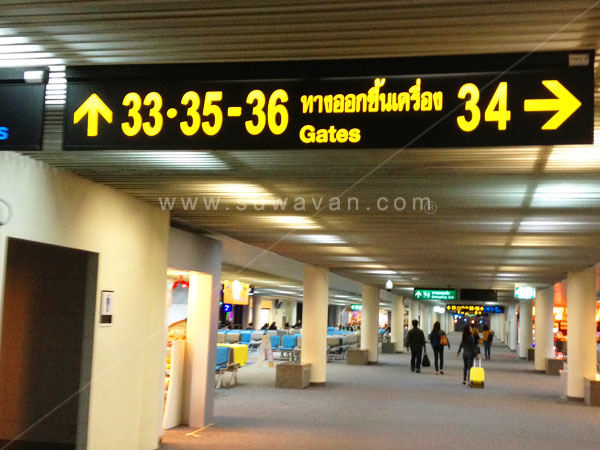 33·35-36 ทางออกขึ้นเครื่อง 34
Gates
www.suwavan.com®